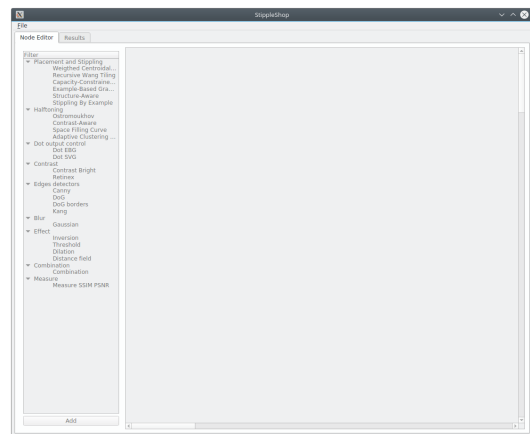 StippleShop
File
Node Editor
Results
Filter
Placement and Stippling
Weigthed Centroidal...
Recursive Wang Tiling
Capacity-Constraine...
Example-Based Gra...
Structure-Aware
Stippling By Example
Halftoning
Ostromoukhov
Contrast-Aware
Space Filling Curve
Adaptive Clustering ...
Dot output control
Dot EBG
Dot SVG
Contrast
Contrast Bright
Retinex
Edges detectors
Canny
DoG
DoG borders
Kang
Blur
Gaussian
Effect
Inversion
Threshold
Dilation
Distance field
Combination
Combination
Measure
Measure SSIM PSNR
Add